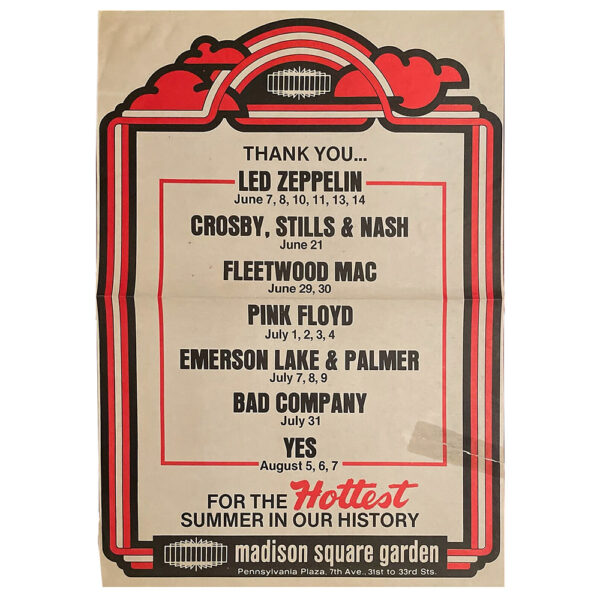 THANK YOU...
LED ZEPPELIN
June 7, 8, 10, 11, 13, 14
CROSBY, STILLS & NASH
June 21
FLEETWOOD MAC
June 29, 30
PINK FLOYD
July 1, 2, 3, 4
EMERSON LAKE & PALMER
July 7, 8, 9
BAD COMPANY
July 31
YES
August 5, 6, 7
FOR THE Hottest
SUMMER IN OUR HISTORY
madison square garden
Pennsylvania Plaza, 7th Ave., 31st to 33rd Sts.